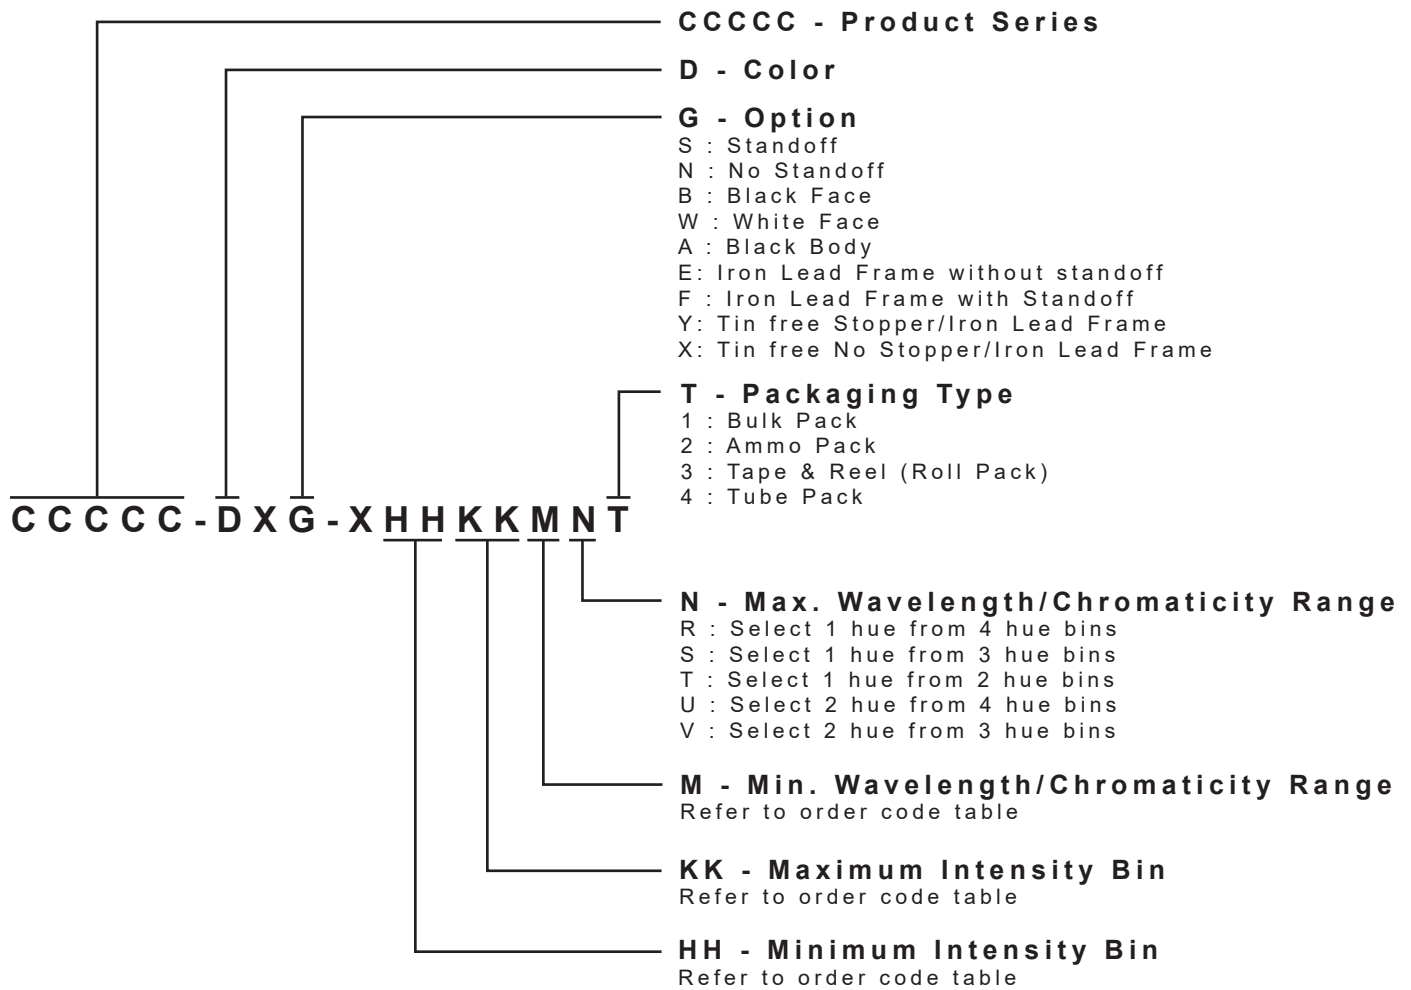 CCCCC - Product Series
D - Color
G - Option
S : Standoff
N : No Standoff
B : Black Face
W : White Face
A : Black Body
E: Iron Lead Frame without standoff
F : Iron Lead Frame with Standoff
Y: Tin free Stopper/Iron Lead Frame
X: Tin free No Stopper/Iron Lead Frame
T - Packaging Type
1 : Bulk Pack
2 : Ammo Pack
3 : Tape & Reel (Roll Pack)
4 : Tube Pack
CCCCC-DXG-XHHKKMNT
N - Max. Wavelength/Chromaticity Range
R : Select 1 hue from 4 hue bins
S : Select 1 hue from 3 hue bins
T : Select 1 hue from 2 hue bins
U : Select 2 hue from 4 hue bins
V : Select 2 hue from 3 hue bins
M - Min. Wavelength/Chromaticity Range
Refer to order code table
KK - Maximum Intensity Bin
Refer to order code table
HH - Minimum Intensity Bin
Refer to order code table